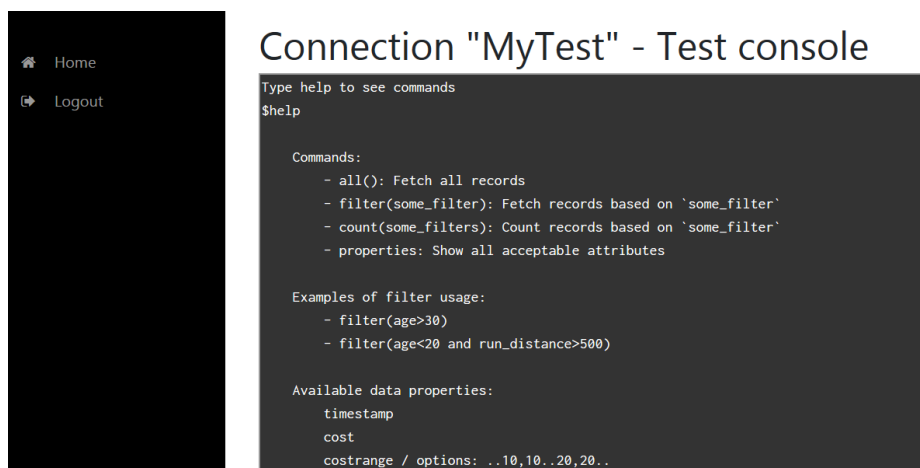 Home
Logout
Connection "MyTest" - Test console
Type help to see commands
$help
Commands:
- all(): Fetch all records
- filter(some_filter): Fetch records based on `some_filter`
- count(some_filters): Count records based on `some_filter`
- properties: Show all acceptable attributes
Examples of filter usage:
- filter(age>30)
- filter(age<20 and run_distance>500)
Available data properties:
timestamp
cost
costrange / options: ..10,10..20,20..